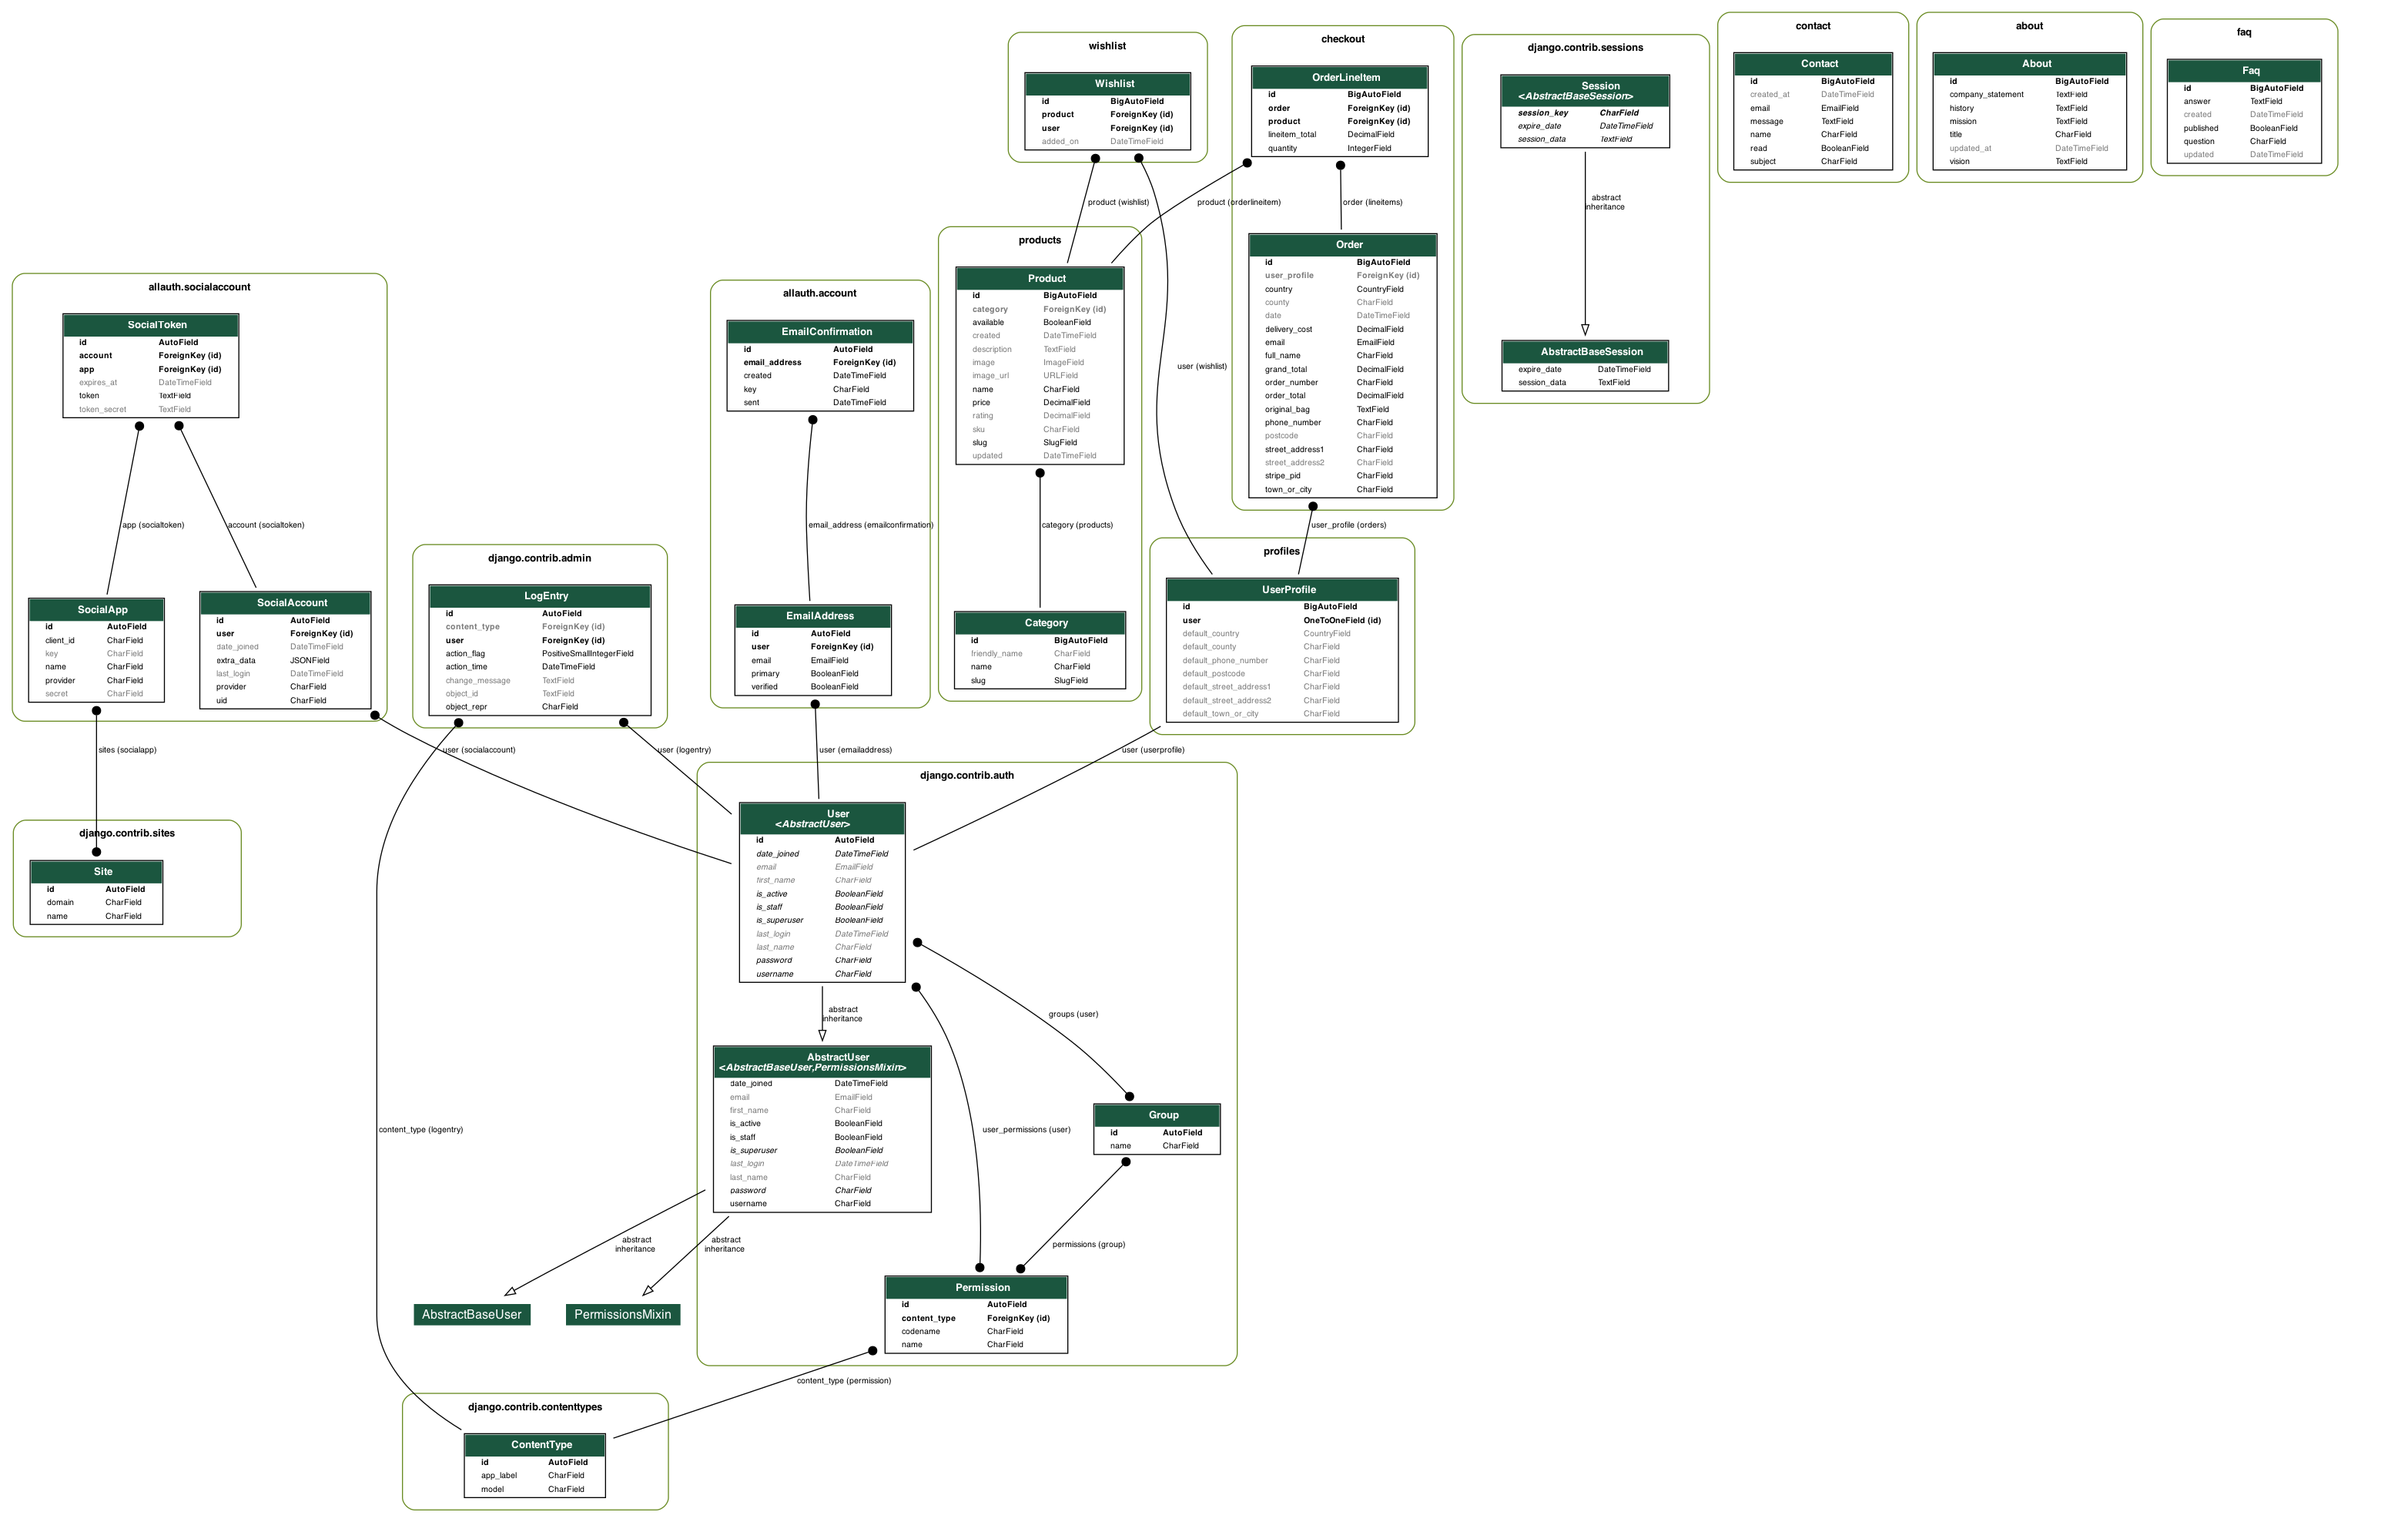 wishlist
Wishlist
id BigAutoField
product ForeignKey (id)
user ForeignKey (id)
added_on DateTimeField
checkout
OrderLineItem
id BigAutoField
order ForeignKey (id)
product ForeignKey (id)
lineitem_total DecimalField
quantity IntegerField
django.contrib.sessions
Session
<AbstractBaseSession>
session_key CharField
expire_date DateTimeField
session_data TextField
contact
Contact
id BigAutoField
created_at DateTimeField
email EmailField
message TextField
name CharField
read BooleanField
subject CharField
about
About
id BigAutoField
company_statement TextField
history TextField
mission TextField
title CharField
updated_at DateTimeField
vision TextField
faq
Faq
id BigAutoField
answer TextField
created DateTimeField
published BooleanField
question CharField
updated DateTimeField
product (wishlist)
product (orderlineitem)
order (lineitems)
abstract
inheritance
products
Product
id BigAutoField
category ForeignKey (id)
available BooleanField
created DateTimeField
description TextField
image ImageField
image_url URLField
name CharField
price DecimalField
rating DecimalField
sku CharField
slug SlugField
updated DateTimeField
Order
id BigAutoField
user_profile ForeignKey (id)
country CountryField
county CharField
date DateTimeField
delivery_cost DecimalField
email EmailField
full_name CharField
grand_total DecimalField
order_number CharField
order_total DecimalField
original_bag TextField
phone_number CharField
postcode CharField
street_address1 CharField
street_address2 CharField
stripe_pid CharField
town_or_city CharField
AbstractBaseSession
expire_date DateTimeField
session_data TextField
user (wishlist)
allauth.socialaccount
SocialToken
id AutoField
account ForeignKey (id)
app ForeignKey (id)
expires_at DateTimeField
token TextField
token_secret TextField
allauth.account
EmailConfirmation
id AutoField
email_address ForeignKey (id)
created DateTimeField
key CharField
sent DateTimeField
app (socialtoken)
account (socialtoken)
email_address (emailconfirmation)
category (products)
user_profile (orders)
SocialApp
id AutoField
client_id CharField
key CharField
name CharField
provider CharField
secret CharField
SocialAccount
id AutoField
user ForeignKey (id)
date_joined DateTimeField
extra_data JSONField
last_login DateTimeField
provider CharField
uid CharField
django.contrib.admin
LogEntry
id AutoField
content_type ForeignKey (id)
user ForeignKey (id)
action_flag PositiveSmallIntegerField
action_time DateTimeField
change_message TextField
object_id TextField
object_repr CharField
EmailAddress
id AutoField
user ForeignKey (id)
email EmailField
primary BooleanField
verified BooleanField
Category
id BigAutoField
friendly_name CharField
name CharField
slug SlugField
profiles
UserProfile
id BigAutoField
user OneToOneField (id)
default_country CountryField
default_county CharField
default_phone_number CharField
default_postcode CharField
default_street_address1 CharField
default_street_address2 CharField
default_town_or_city CharField
sites (socialapp)
user (socialaccount)
user (logentry)
user (emailaddress)
user (userprofile)
django.contrib.sites
Site
id AutoField
domain CharField
name CharField
django.contrib.auth
User
<AbstractUser>
id AutoField
date_joined DateTimeField
email EmailField
first_name CharField
is_active BooleanField
is_staff BooleanField
is_superuser BooleanField
last_login DateTimeField
last_name CharField
password CharField
username CharField
abstract
inheritance
groups (user)
AbstractUser
<AbstractBaseUser,PermissionsMixin>
date_joined DateTimeField
email EmailField
first_name CharField
is_active BooleanField
is_staff BooleanField
is_superuser BooleanField
last_login DateTimeField
last_name CharField
password CharField
username CharField
content_type (logentry)
user_permissions (user)
Group
id AutoField
name CharField
abstract
inheritance
abstract
inheritance
permissions (group)
AbstractBaseUser
PermissionsMixin
Permission
id AutoField
content_type ForeignKey (id)
codename CharField
name CharField
content_type (permission)
django.contrib.contenttypes
ContentType
id AutoField
app_label CharField
model CharField